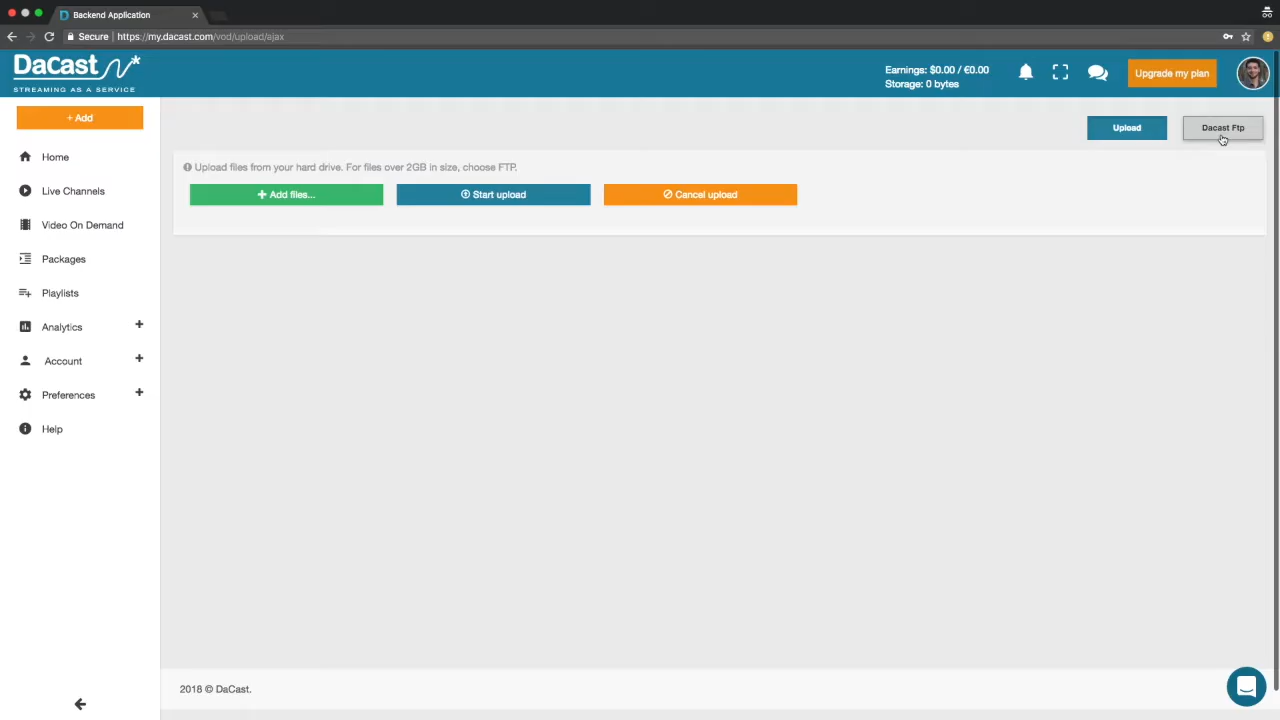 Backend Application
Secure | https://my.dacast.com/vod/upload/ajax
DaCast
STREAMING AS A SERVICE
Earnings: $0.00 / €0.00
Storage: 0 bytes
Upgrade my plan
+ Add
Upload
Dacast Ftp
Home
Live Channels
Video On Demand
Packages
Playlists
Analytics
Account
Preferences
Help
Upload files from your hard drive. For files over 2GB in size, choose FTP.
Add files...
Start upload
Cancel upload
2018 © DaCast.